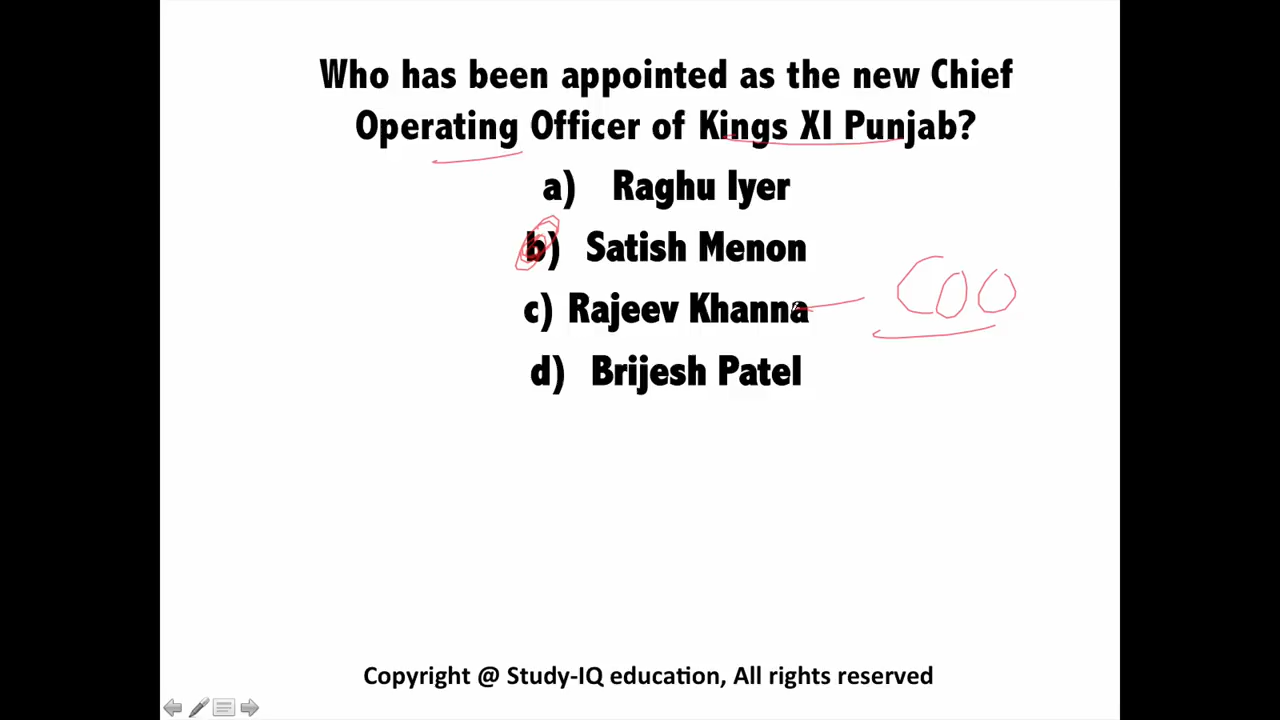 Who has been appointed as the new Chief
Operating Officer of Kings XI Punjab?
a) Raghu Iyer
b) Satish Menon
c) Rajeev Khanna
COO
d) Brijesh Patel
Copyright @ Study-IQ education, All rights reserved